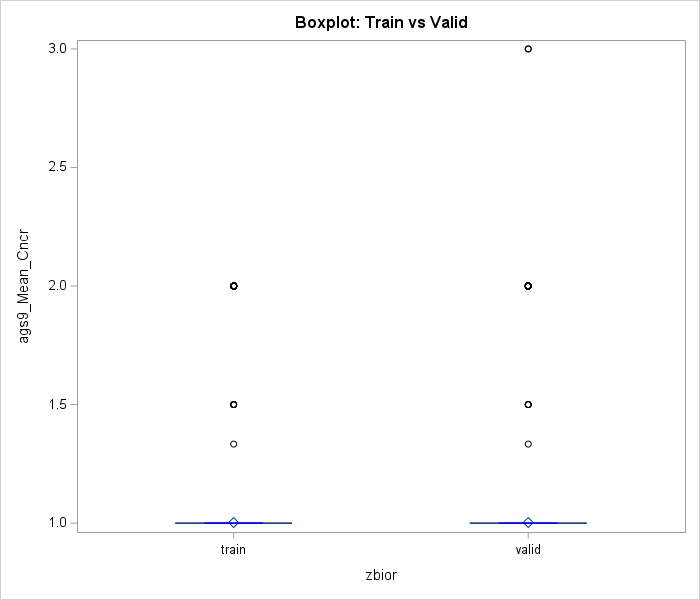 Boxplot: Train vs Valid
3.0
2.5
2.0
1.5
1.0
ags9_Mean_Cncr
train
valid
zbior